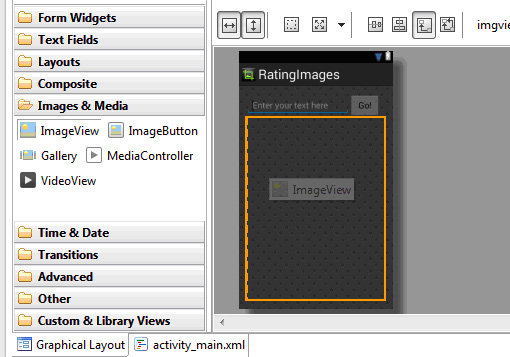 Form Widgets
Text Fields
Layouts
Composite
Images & Media
ImageView ImageButton
Gallery MediaController
VideoView
Time & Date
Transitions
Advanced
Other
Custom & Library Views
Graphical Layout activity_main.xml
imgvie
RatingImages
Enter your text here Go!
ImageView